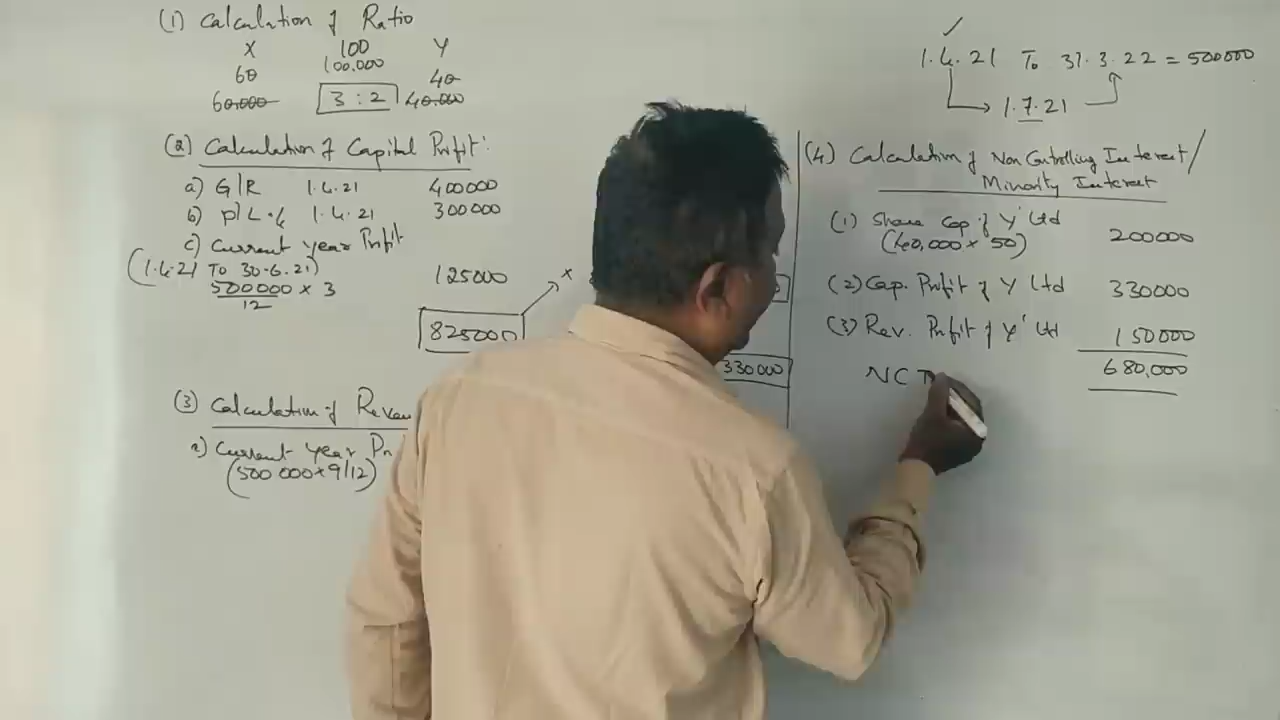 (1) Calculation of Ratio
X 100 Y
100,000
60 40
60,000 3 : 2 40,000
(2) Calculation of Capital Profit:
a) G/R 1.4.21 400000
b) P/L 1.4.21 300000
c) Current year Profit
(1.4.21 To 30.6.21)
500000 x 3 125000
12
825000 X
330000
(3) Calculation of Reven
Current year Pr
(500 000 x 9/12)
1.4.21 To 31.3.22 = 500000
1.7.21
(4) Calculation of Non Controlling Interest/
Minority Interest
(1) Share Cap of Y' Ltd
(40,000 x 50) 200000
(2) Cap. Profit of Y Ltd 330000
(3) Rev. Profit of Y' Ltd 150000
680,000
NC